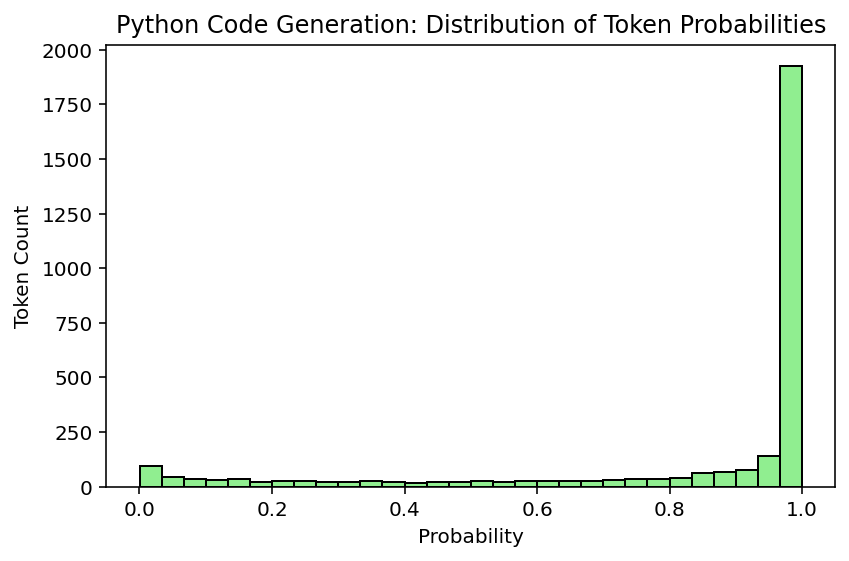 Python Code Generation: Distribution of Token Probabilities
2000
1750
1500
1250
1000
750
500
250
0
Token Count
0.0 0.2 0.4 0.6 0.8 1.0
Probability